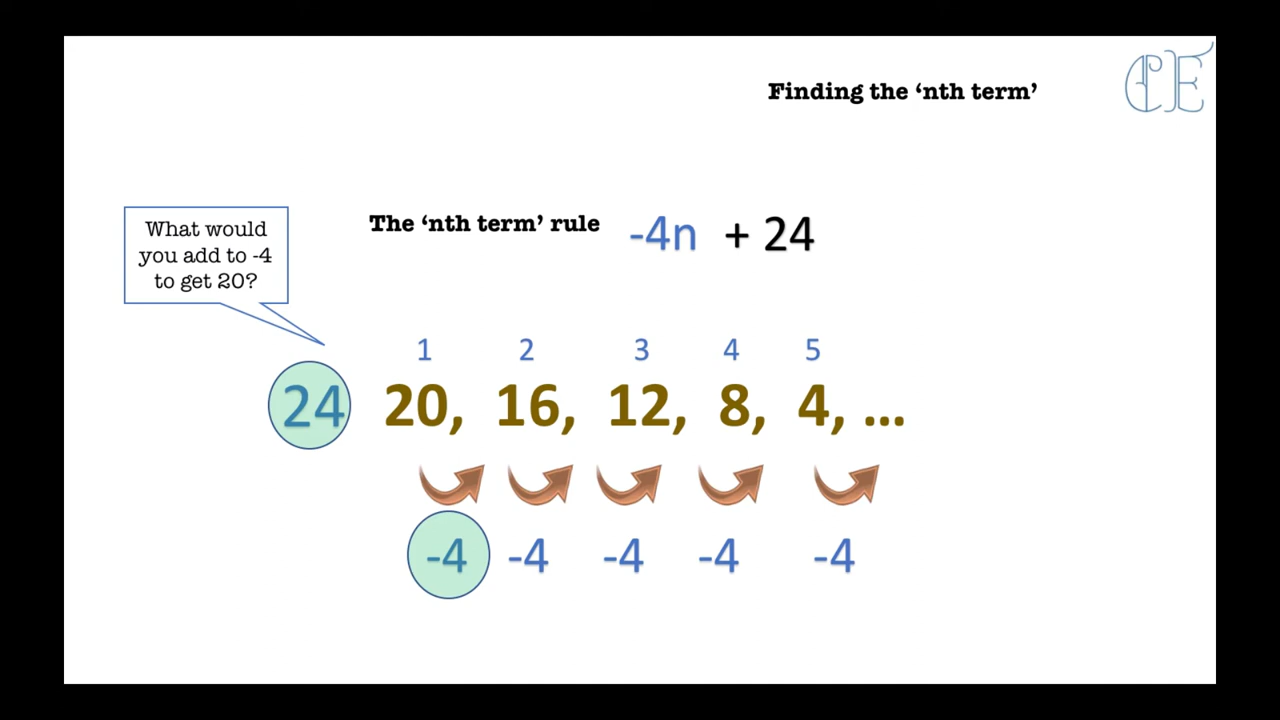 Finding the ‘nth term’
CE
What would
you add to -4
to get 20?
The ‘nth term’ rule
-4n + 24
1 2 3 4 5
24 20, 16, 12, 8, 4, ...
-4 -4 -4 -4 -4